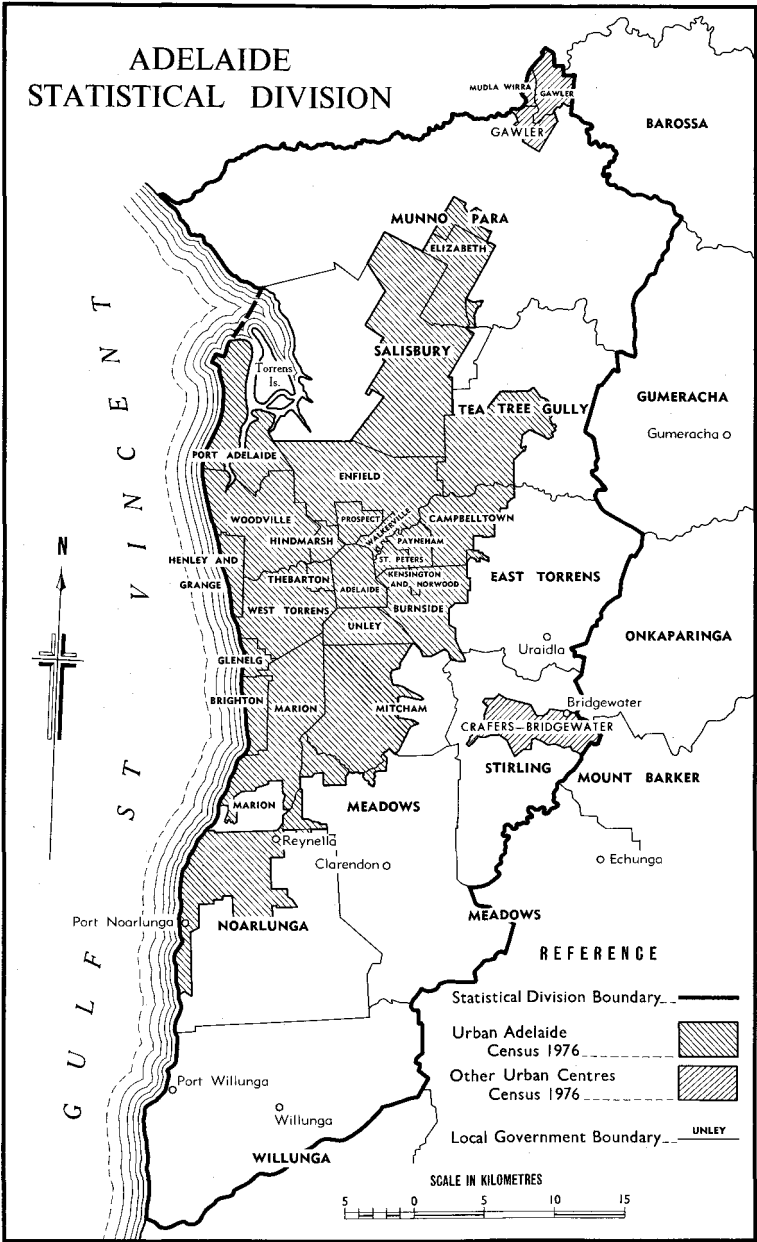 ADELAIDE
STATISTICAL DIVISION
MUDLA WIRRA
GAWLER
GAWLER
BAROSSA
MUNNO PARA
ELIZABETH
SALISBURY
Torrens
Is.
TEA TREE GULLY
GUMERACHA
Gumeracha
PORT ADELAIDE
ENFIELD
WOODVILLE
PROSPECT
WALKERVILLE
CAMPBELLTOWN
HINDMARSH
PAYNEHAM
ST. PETERS
HENLEY AND
GRANGE
THEBARTON
ADELAIDE
KENSINGTON
AND NORWOOD
EAST TORRENS
WEST TORRENS
BURNSIDE
UNLEY
Uraidla
ONKAPARINGA
GLENELG
BRIGHTON
MARION
MITCHAM
Bridgewater
CRAFERS–BRIDGEWATER
STIRLING
MOUNT BARKER
MARION
MEADOWS
Reynella
Clarendon
Echunga
Port Noarlunga
NOARLUNGA
MEADOWS
GULF ST VINCENT
N
Port Willunga
Willunga
WILLUNGA
REFERENCE
Statistical Division Boundary
Urban Adelaide
Census 1976
Other Urban Centres
Census 1976
Local Government Boundary
UNLEY
SCALE IN KILOMETRES
5 0 5 10 15